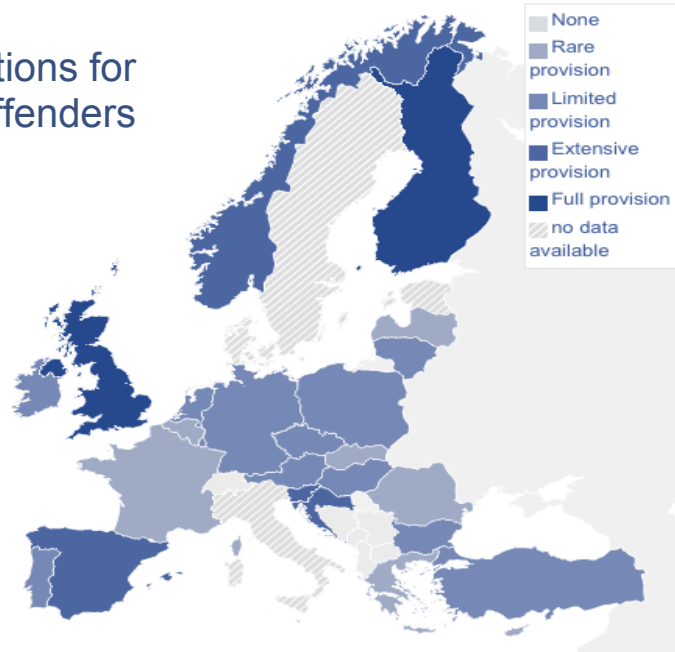 tions for
ffenders
None
Rare
provision
Limited
provision
Extensive
provision
Full provision
no data
available